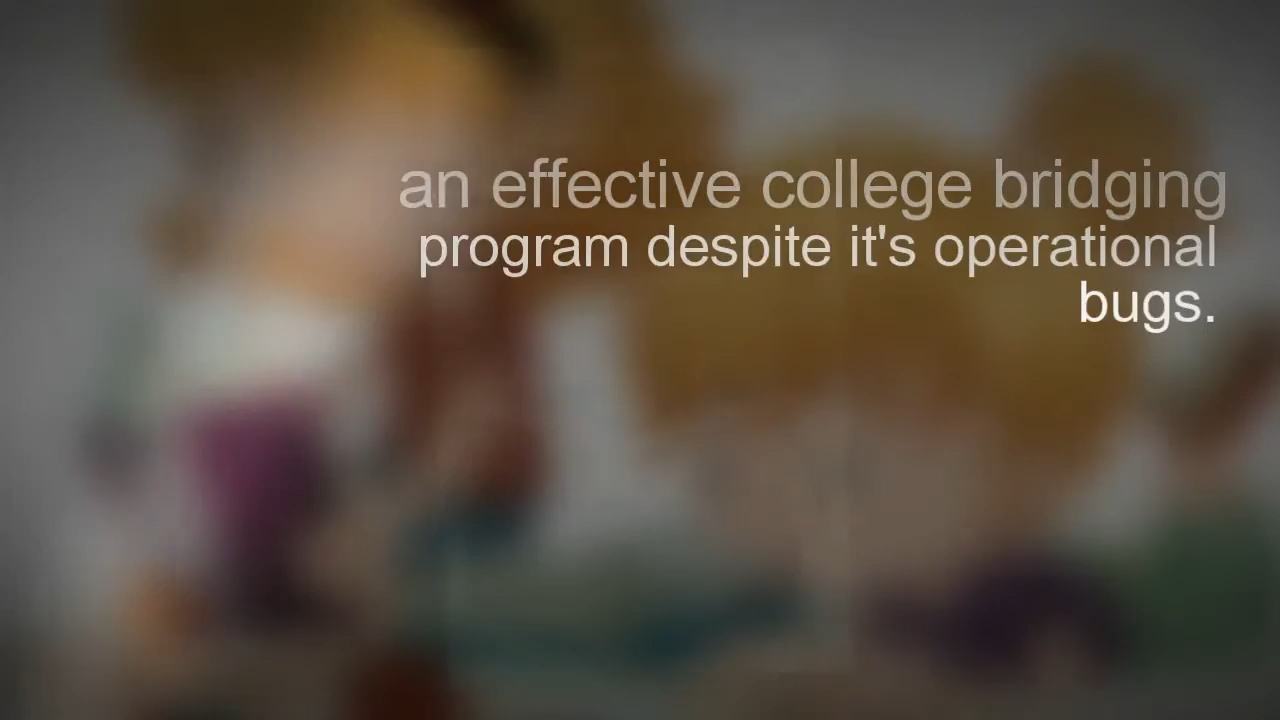 an effective college bridging
program despite it's operational
bugs.